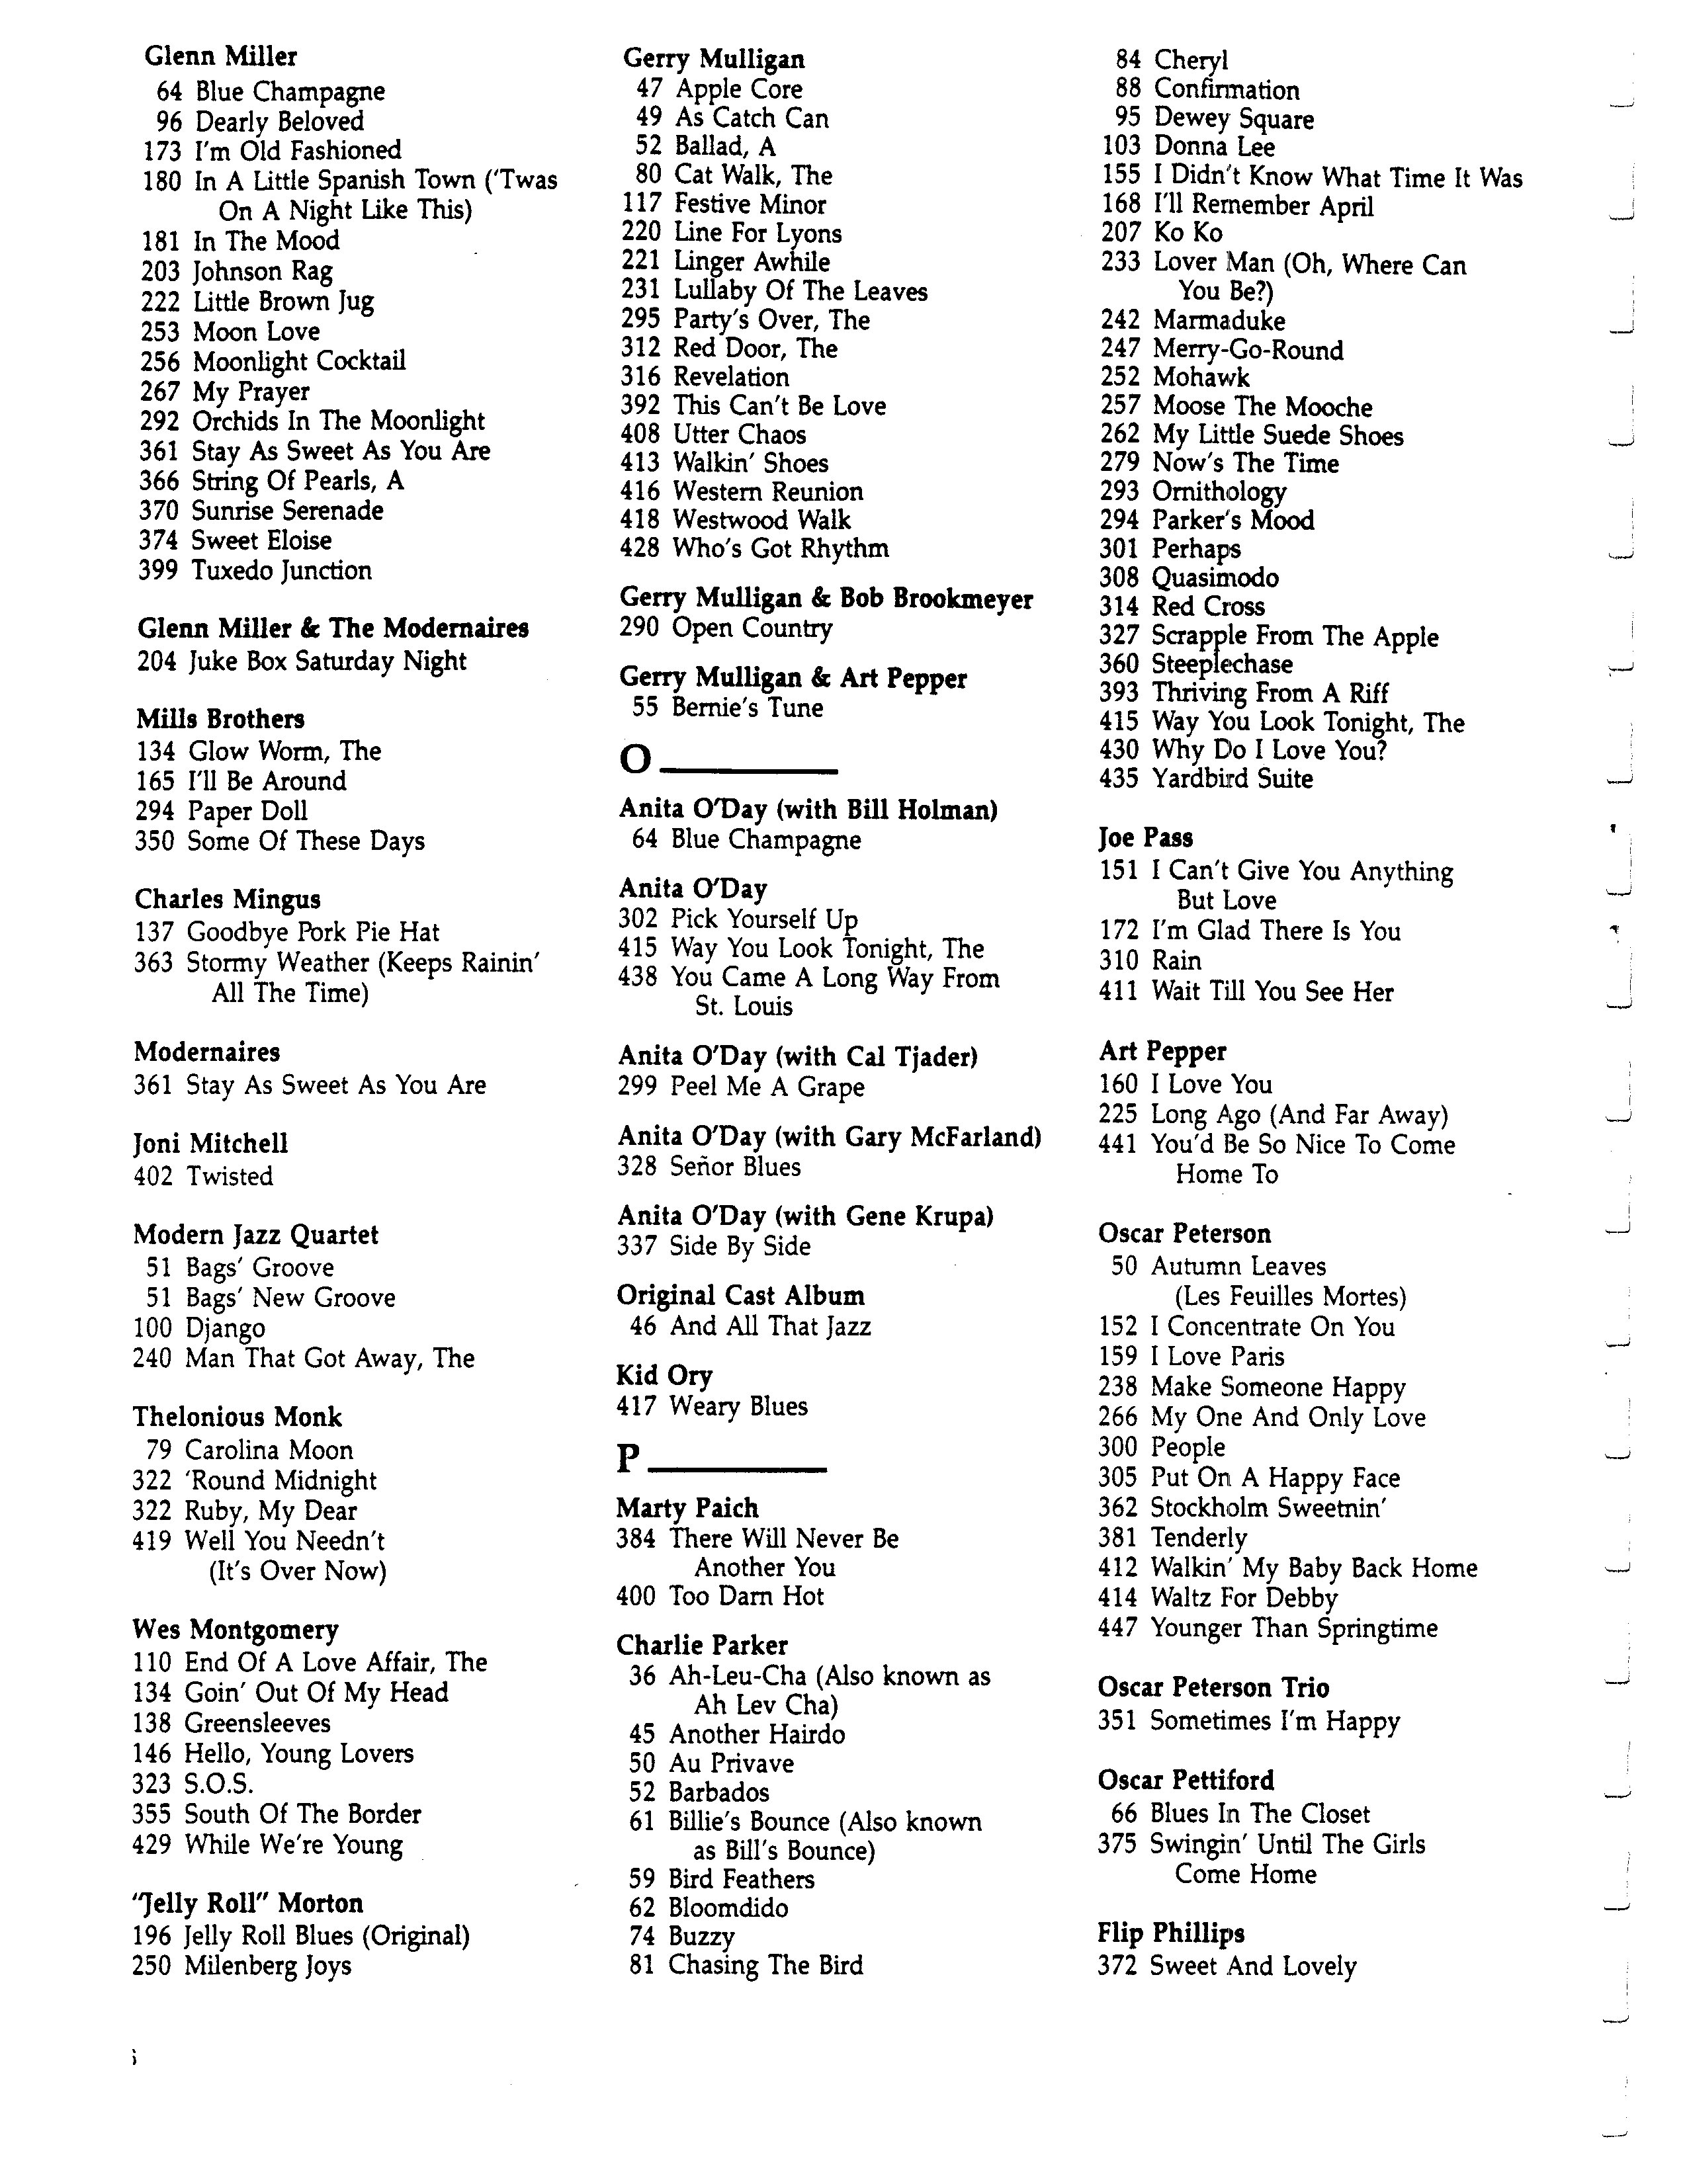 Glenn Miller
64 Blue Champagne
96 Dearly Beloved
173 I'm Old Fashioned
180 In A Little Spanish Town ('Twas
On A Night Like This)
181 In The Mood
203 Johnson Rag
222 Little Brown Jug
253 Moon Love
256 Moonlight Cocktail
267 My Prayer
292 Orchids In The Moonlight
361 Stay As Sweet As You Are
366 String Of Pearls, A
370 Sunrise Serenade
374 Sweet Eloise
399 Tuxedo Junction
Glenn Miller & The Modernaires
204 Juke Box Saturday Night
Mills Brothers
134 Glow Worm, The
165 I'll Be Around
294 Paper Doll
350 Some Of These Days
Charles Mingus
137 Goodbye Pork Pie Hat
363 Stormy Weather (Keeps Rainin'
All The Time)
Modernaires
361 Stay As Sweet As You Are
Joni Mitchell
402 Twisted
Modern Jazz Quartet
51 Bags' Groove
51 Bags' New Groove
100 Django
240 Man That Got Away, The
Thelonious Monk
79 Carolina Moon
322 'Round Midnight
322 Ruby, My Dear
419 Well You Needn't
(It's Over Now)
Wes Montgomery
110 End Of A Love Affair, The
134 Goin' Out Of My Head
138 Greensleeves
146 Hello, Young Lovers
323 S.O.S.
355 South Of The Border
429 While We're Young
"Jelly Roll" Morton
196 Jelly Roll Blues (Original)
250 Milenberg Joys
Gerry Mulligan
47 Apple Core
49 As Catch Can
52 Ballad, A
80 Cat Walk, The
117 Festive Minor
220 Line For Lyons
221 Linger Awhile
231 Lullaby Of The Leaves
295 Party's Over, The
312 Red Door, The
316 Revelation
392 This Can't Be Love
408 Utter Chaos
413 Walkin' Shoes
416 Western Reunion
418 Westwood Walk
428 Who's Got Rhythm
Gerry Mulligan & Bob Brookmeyer
290 Open Country
Gerry Mulligan & Art Pepper
55 Bernie's Tune
O
Anita O'Day (with Bill Holman)
64 Blue Champagne
Anita O'Day
302 Pick Yourself Up
415 Way You Look Tonight, The
438 You Came A Long Way From
St. Louis
Anita O'Day (with Cal Tjader)
299 Peel Me A Grape
Anita O'Day (with Gary McFarland)
328 Señor Blues
Anita O'Day (with Gene Krupa)
337 Side By Side
Original Cast Album
46 And All That Jazz
Kid Ory
417 Weary Blues
P
Marty Paich
384 There Will Never Be
Another You
400 Too Darn Hot
Charlie Parker
36 Ah-Leu-Cha (Also known as
Ah Lev Cha)
45 Another Hairdo
50 Au Privave
52 Barbados
61 Billie's Bounce (Also known
as Bill's Bounce)
59 Bird Feathers
62 Bloomdido
74 Buzzy
81 Chasing The Bird
84 Cheryl
88 Confirmation
95 Dewey Square
103 Donna Lee
155 I Didn't Know What Time It Was
168 I'll Remember April
207 Ko Ko
233 Lover Man (Oh, Where Can
You Be?)
242 Marmaduke
247 Merry-Go-Round
252 Mohawk
257 Moose The Mooche
262 My Little Suede Shoes
279 Now's The Time
293 Ornithology
294 Parker's Mood
301 Perhaps
308 Quasimodo
314 Red Cross
327 Scrapple From The Apple
360 Steeplechase
393 Thriving From A Riff
415 Way You Look Tonight, The
430 Why Do I Love You?
435 Yardbird Suite
Joe Pass
151 I Can't Give You Anything
But Love
172 I'm Glad There Is You
310 Rain
411 Wait Till You See Her
Art Pepper
160 I Love You
225 Long Ago (And Far Away)
441 You'd Be So Nice To Come
Home To
Oscar Peterson
50 Autumn Leaves
(Les Feuilles Mortes)
152 I Concentrate On You
159 I Love Paris
238 Make Someone Happy
266 My One And Only Love
300 People
305 Put On A Happy Face
362 Stockholm Sweetnin'
381 Tenderly
412 Walkin' My Baby Back Home
414 Waltz For Debby
447 Younger Than Springtime
Oscar Peterson Trio
351 Sometimes I'm Happy
Oscar Pettiford
66 Blues In The Closet
375 Swingin' Until The Girls
Come Home
Flip Phillips
372 Sweet And Lovely